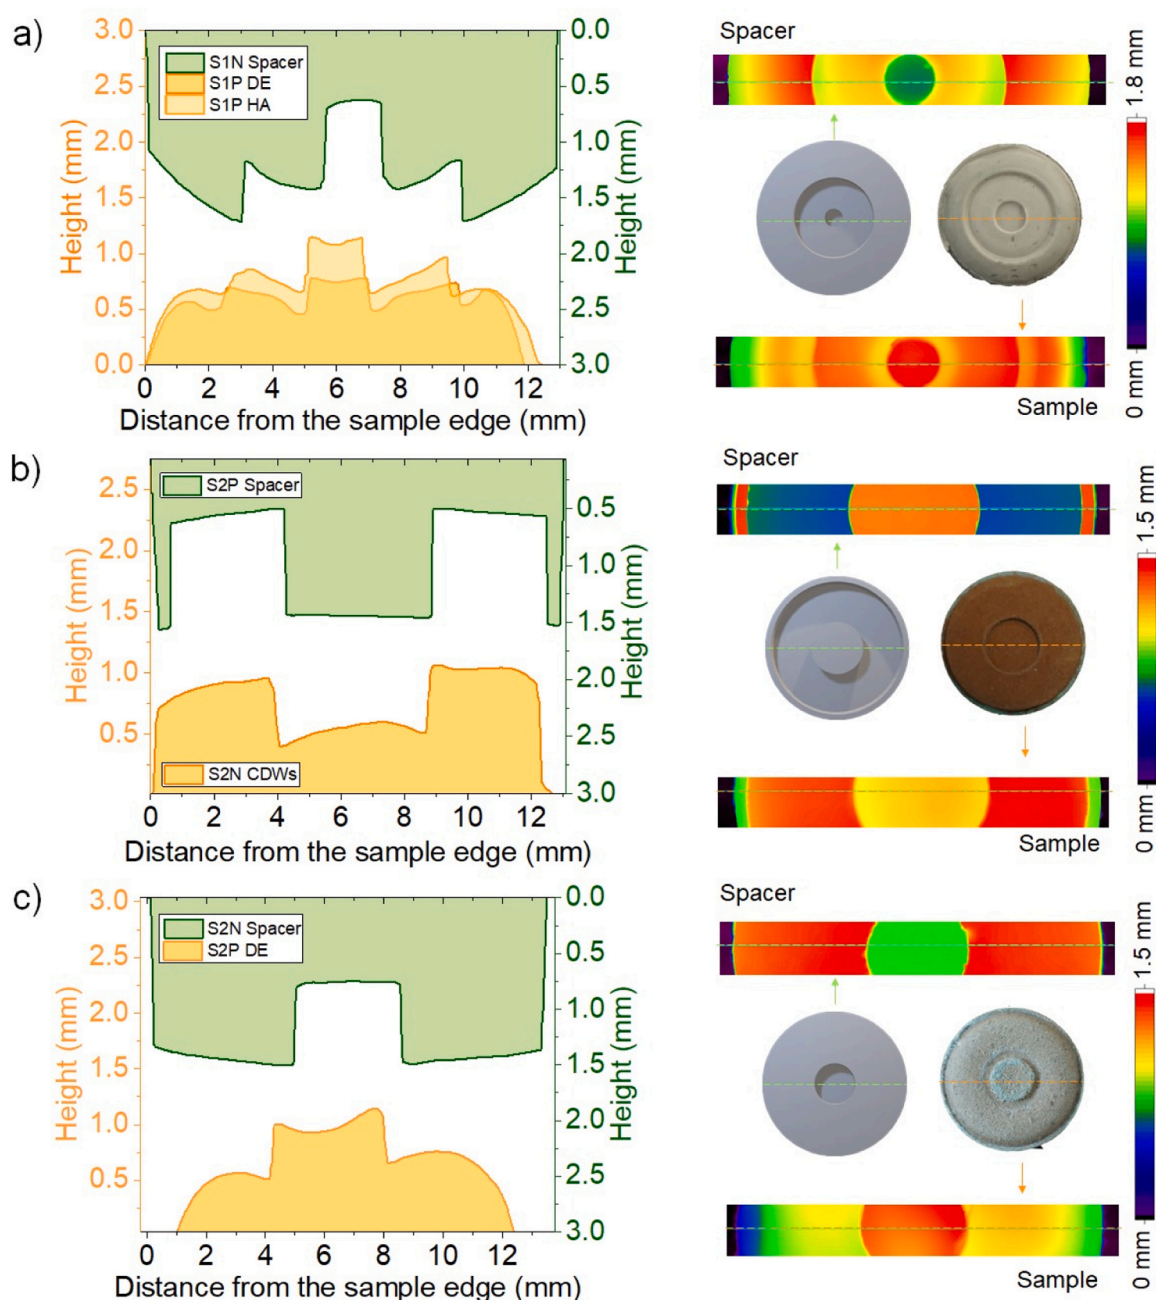 a)
3.0
2.5
2.0
1.5
1.0
0.5
0.0
Height (mm)
S1N Spacer
S1P DE
S1P HA
0.0
0.5
1.0
1.5
2.0
2.5
3.0
Height (mm)
0 2 4 6 8 10 12
Distance from the sample edge (mm)
Spacer
Sample
1.8 mm
0 mm
b)
2.5
2.0
1.5
1.0
0.5
Height (mm)
S2P Spacer
S2N CDWs
0.5
1.0
1.5
2.0
2.5
3.0
Height (mm)
0 2 4 6 8 10 12
Distance from the sample edge (mm)
Spacer
Sample
1.5 mm
0 mm
c)
3.0
2.5
2.0
1.5
1.0
0.5
Height (mm)
S2N Spacer
S2P DE
0.0
0.5
1.0
1.5
2.0
2.5
3.0
Height (mm)
0 2 4 6 8 10 12
Distance from the sample edge (mm)
Spacer
Sample
1.5 mm
0 mm